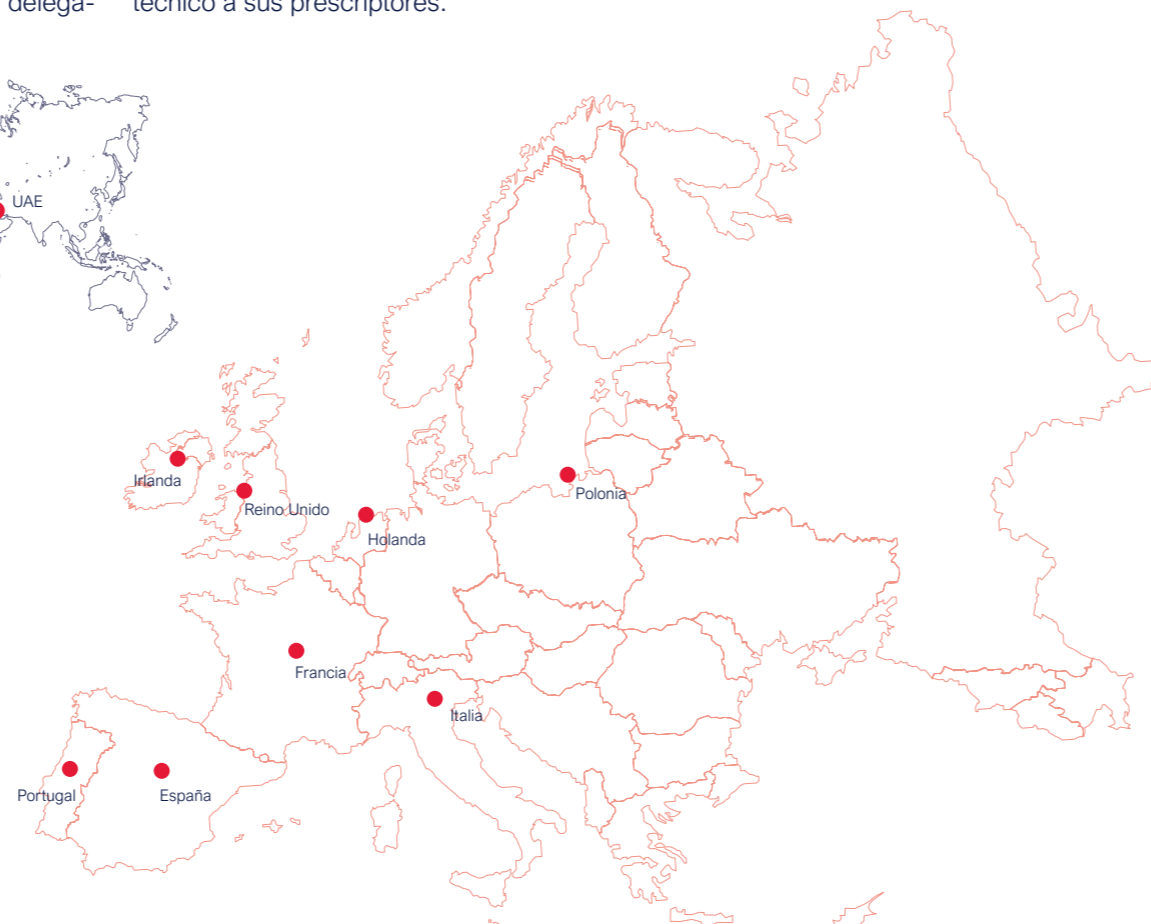 delega-
técnico a sus prescriptores.
UAE
Irlanda
Reino Unido
Polonia
Holanda
Francia
Italia
Portugal
España